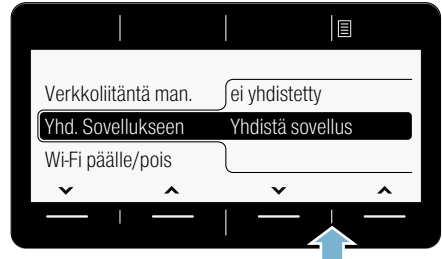 Verkkoliitäntä man. ei yhdistetty
Yhd. Sovellukseen Yhdistä sovellus
Wi-Fi päälle/pois